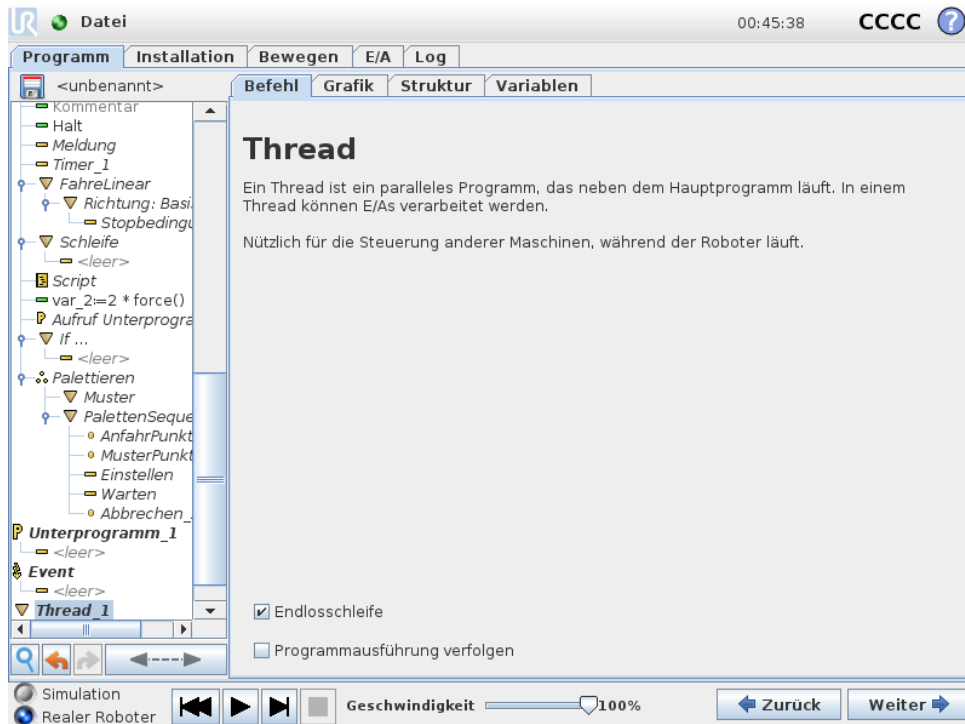 UR Datei 00:45:38 CCCC ?
Programm Installation Bewegen E/A Log
<unbenannt> Befehl Grafik Struktur Variablen
Kommentar
Halt
Meldung
Timer_1
FahreLinear
Richtung: Basi
Stopbedingu
Schleife
<leer>
Script
var_2:=2 * force()
P Aufruf Unterprogra
If ...
<leer>
Palettieren
Muster
PalettenSeque
AnfahrPunkt
MusterPunkt
Einstellen
Warten
Abbrechen_
P Unterprogramm_1
<leer>
Event
<leer>
Thread_1
Thread
Ein Thread ist ein paralleles Programm, das neben dem Hauptprogramm läuft. In einem
Thread können E/As verarbeitet werden.
Nützlich für die Steuerung anderer Maschinen, während der Roboter läuft.
Endlosschleife
Programmausführung verfolgen
Simulation
Realer Roboter
Geschwindigkeit 100%
Zurück Weiter